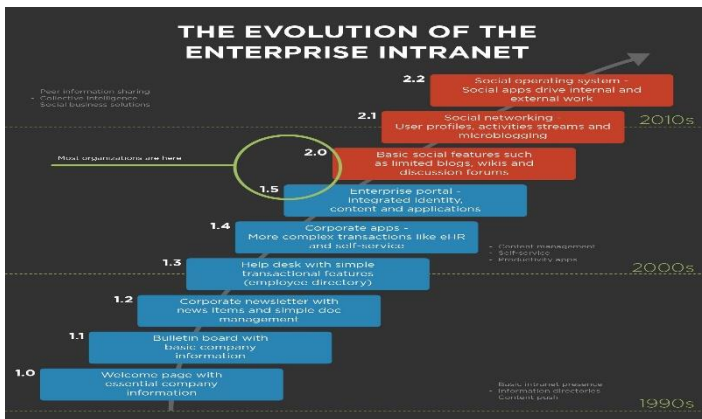 THE EVOLUTION OF THE
ENTERPRISE INTRANET
Peer information sharing
Collective Intelligence
Social business solutions
2.2
Social operating system -
Social apps drive internal and
external work
2.1
Social networking -
User profiles, activities streams and
microblogging
2010s
Most organizations are here
2.0
Basic social features such
as limited blogs, wikis and
discussion forums
1.5
Enterprise portal -
Integrated identity,
content and applications
1.4
Corporate apps -
More complex transactions like eHR
and self-service
Content management
Self-service
Productivity apps
2000s
1.3
Help desk with simple
transactional features
(employee directory)
1.2
Corporate newsletter with
news items and simple doc
management
1.1
Bulletin board with
basic company
information
1.0
Welcome page with
essential company
information
Basic intranet presence
Information directories
Content push
1990s